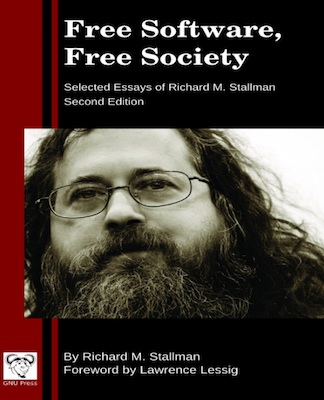 Free Software,
Free Society
Selected Essays of Richard M. Stallman
Second Edition
By Richard M. Stallman
Foreword by Lawrence Lessig
GNU Press